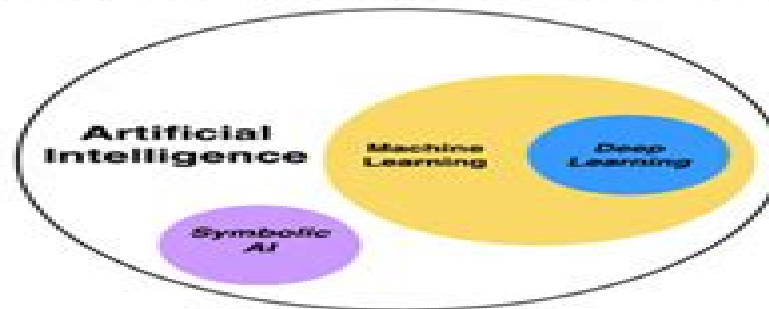 Artificial
Intelligence
Machine
Learning
Deep
Learning
Symbolic
AI